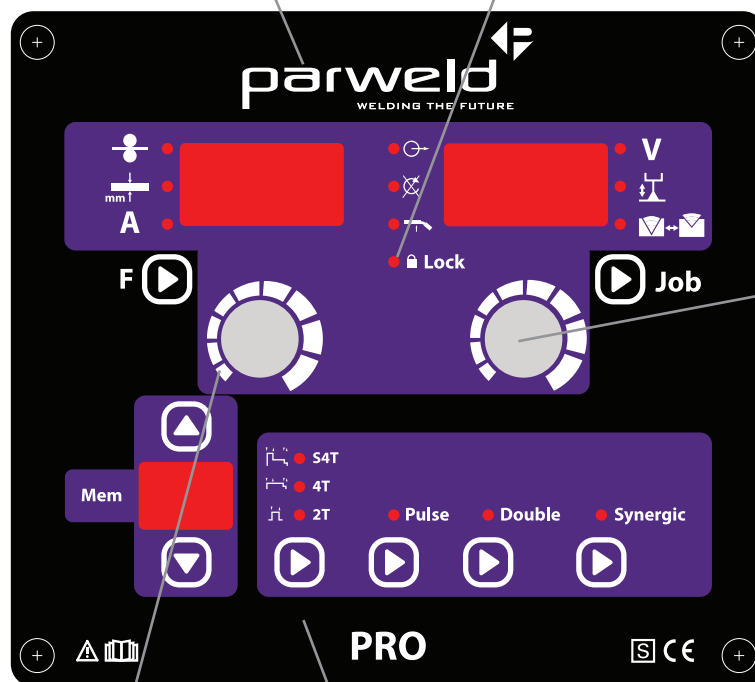 parweld
WELDING THE FUTURE
V
mm
A
Lock
F
Job
S4T
4T
Mem
2T
Pulse
Double
Synergic
PRO
S CE